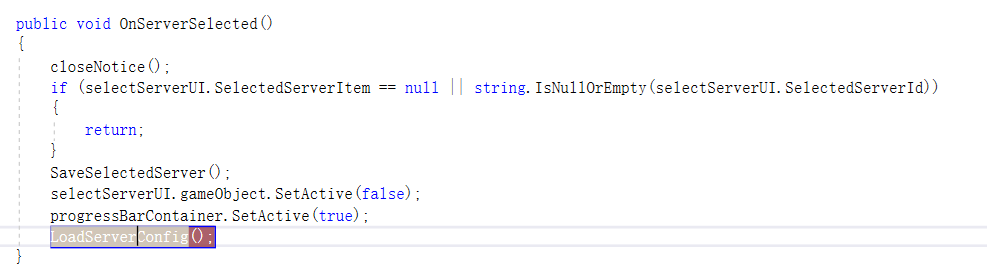 public void OnServerSelected()
{
closeNotice();
if (selectServerUI.SelectedServerItem == null || string.IsNullOrEmpty(selectServerUI.SelectedServerId))
{
return;
}
SaveSelectedServer();
selectServerUI.gameObject.SetActive(false);
progressBarContainer.SetActive(true);
LoadServerConfig();
}